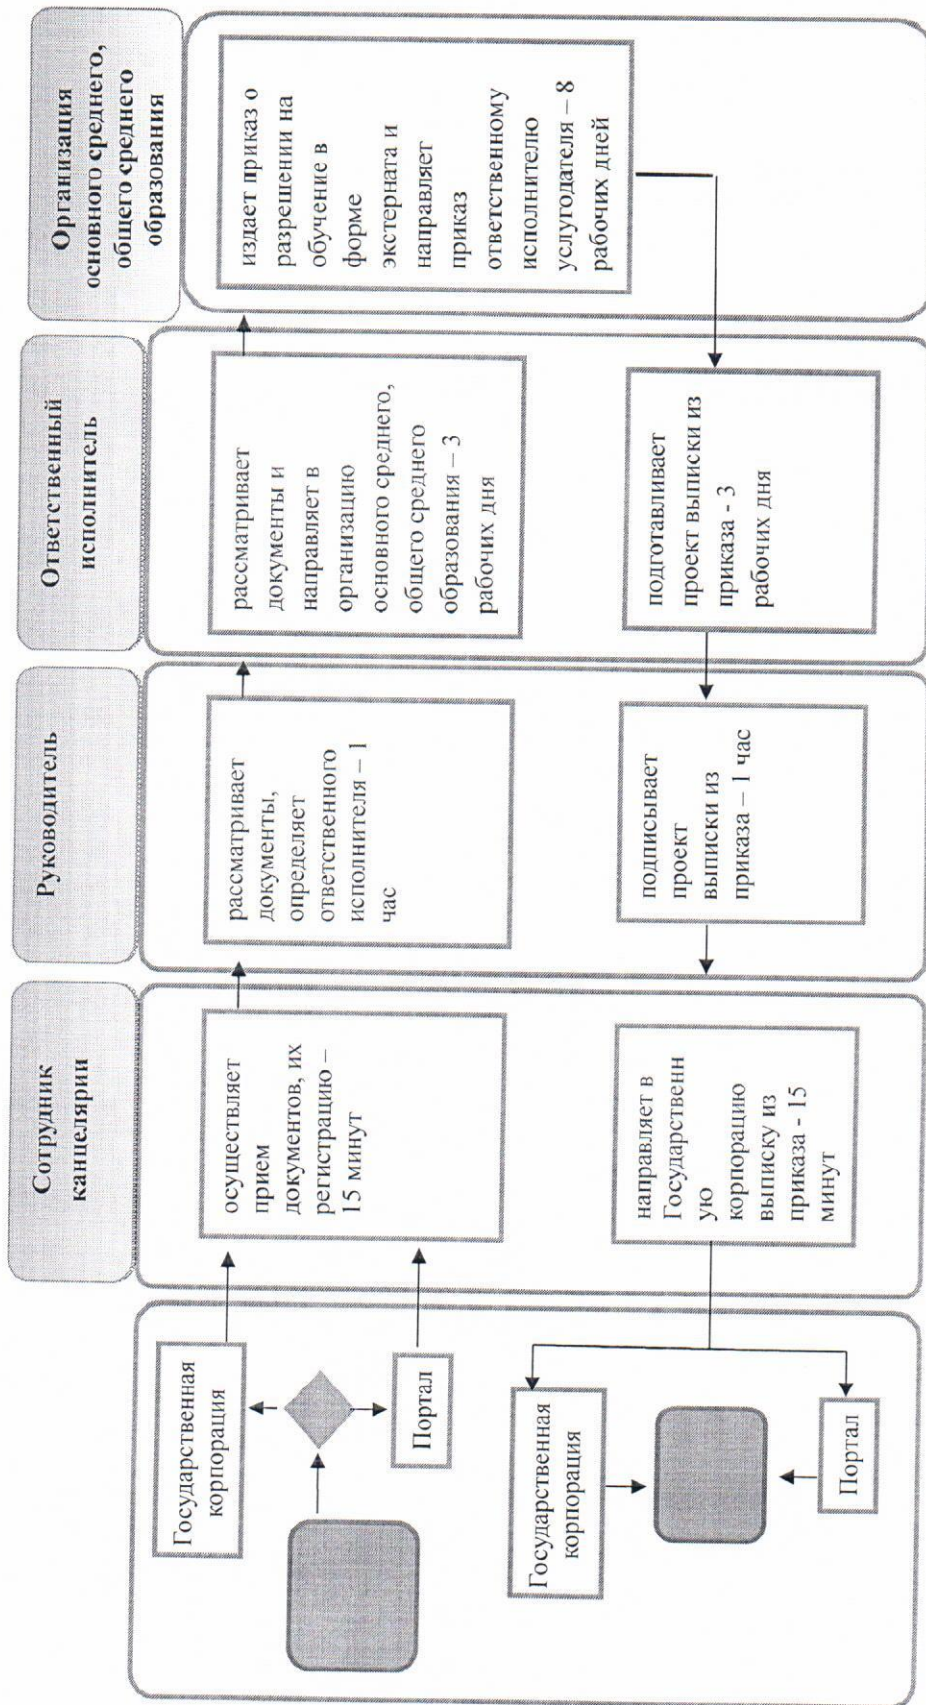 Сотрудник
канцелярии
Руководитель
Ответственный
исполнитель
Организация
основного среднего,
общего среднего
образования
Государственная
корпорация
Портал
осуществляет
прием
документов, их
регистрацию –
15 минут
рассматривает
документы,
определяет
ответственного
исполнителя – 1
час
рассматривает
документы и
направляет в
организацию
основного среднего,
общего среднего
образования – 3
рабочих дня
издает приказ о
разрешении на
обучение в
форме
экстерната и
направляет
приказ
ответственному
исполнителю
услугодателя – 8
рабочих дней
подготавливает
проект выписки из
приказа - 3
рабочих дня
подписывает
проект
выписки из
приказа – 1 час
направляет в
Государственн
ую
корпорацию
выписку из
приказа - 15
минут
Государственная
корпорация
Портал